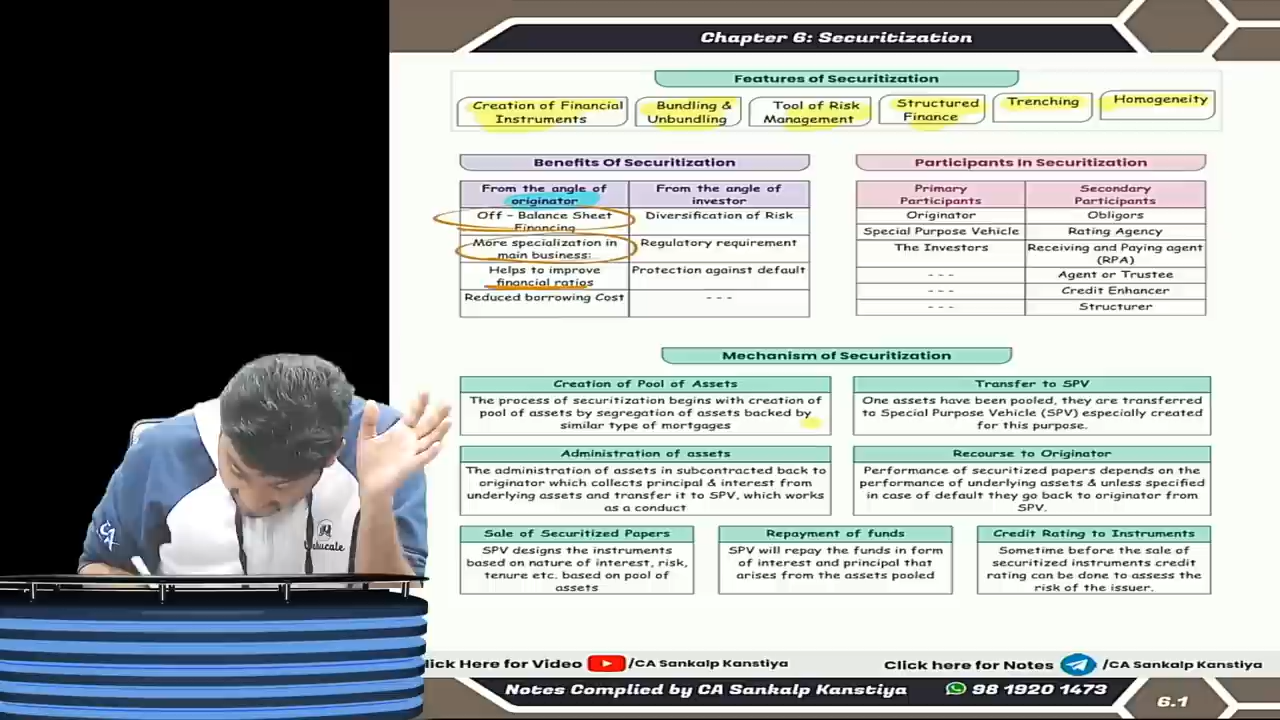 Chapter 6: Securitization
Features of Securitization
Creation of Financial
Instruments
Bundling &
Unbundling
Tool of Risk
Management
Structured
Finance
Trenching
Homogeneity
Benefits Of Securitization
From the angle of
originator
From the angle of
investor
Off - Balance Sheet
Financing
Diversification of Risk
More specialization in
main business:
Regulatory requirement
Helps to improve
financial ratios
Protection against default
Reduced borrowing Cost
---
Participants In Securitization
Primary
Participants
Secondary
Participants
Originator
Obligors
Special Purpose Vehicle
Rating Agency
The Investors
Receiving and Paying agent
(RPA)
---
Agent or Trustee
---
Credit Enhancer
---
Structurer
Mechanism of Securitization
Creation of Pool of Assets
The process of securitization begins with creation of
pool of assets by segregation of assets backed by
similar type of mortgages
Transfer to SPV
One assets have been pooled, they are transferred
to Special Purpose Vehicle (SPV) especially created
for this purpose.
Administration of assets
The administration of assets in subcontracted back to
originator which collects principal & interest from
underlying assets and transfer it to SPV, which works
as a conduct
Recourse to Originator
Performance of securitized papers depends on the
performance of underlying assets & unless specified
in case of default they go back to originator from
SPV.
Sale of Securitized Papers
SPV designs the instruments
based on nature of interest, risk,
tenure etc. based on pool of
assets
Repayment of funds
SPV will repay the funds in form
of interest and principal that
arises from the assets pooled
Credit Rating to Instruments
Sometime before the sale of
securitized instruments credit
rating can be done to assess the
risk of the issuer.
CA
lick Here for Video /CA Sankalp Kanstiya
Click here for Notes /CA Sankalp Kanstiya
Notes Complied by CA Sankalp Kanstiya
98 1920 1473
6.1